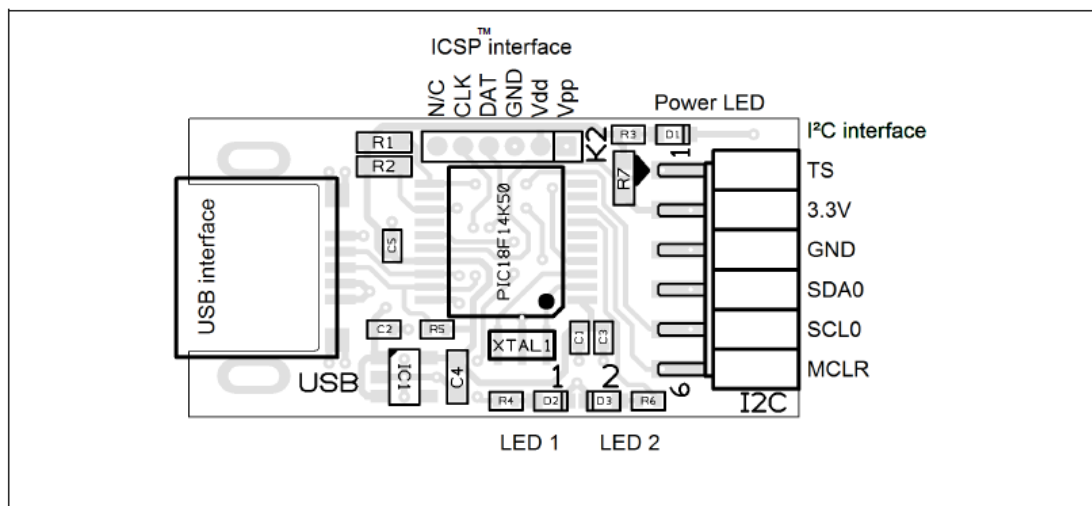 ICSP™ interface
N/C
CLK
DAT
GND
Vdd
Vpp
K2
Power LED
R3
D1
I²C interface
R1
R2
R7
1
TS
3.3V
GND
SDA0
SCL0
MCLR
6
I2C
USB interface
USB
C5
PIC18F14K50
C2
R5
XTAL1
C1
C3
IC1
C4
1
2
R4
D2
D3
R6
LED 1
LED 2